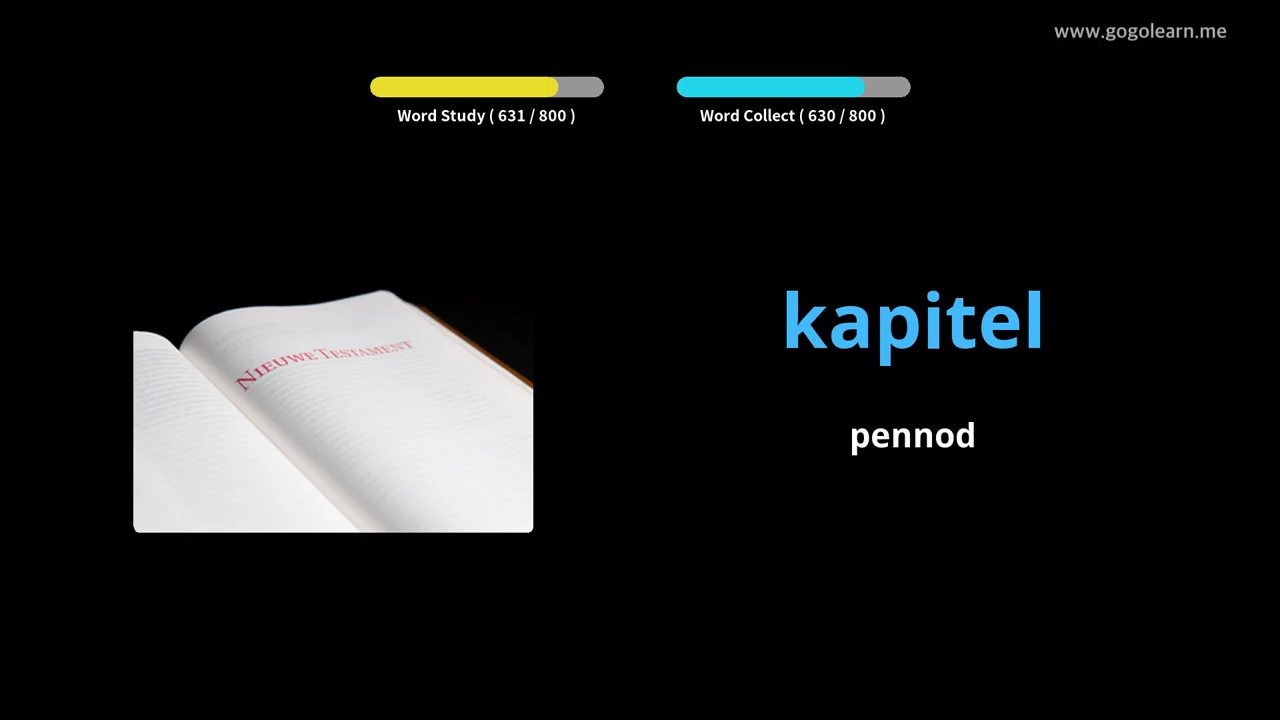 www.gogolearn.me
Word Study ( 631 / 800 )
Word Collect ( 630 / 800 )
NIEUWE TESTAMENT
kapitel
pennod